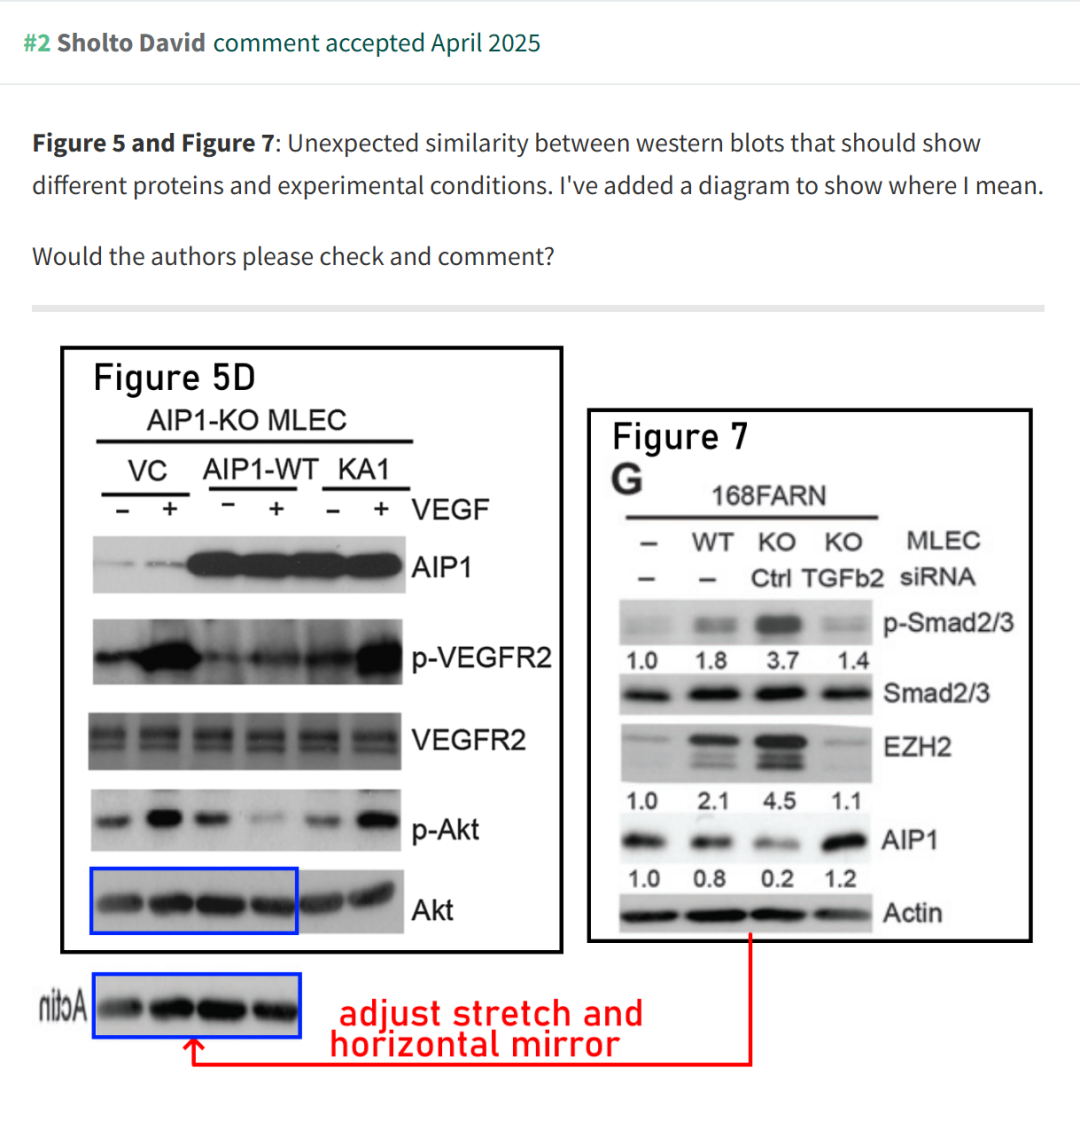 #2 Sholto David comment accepted April 2025
Figure 5 and Figure 7: Unexpected similarity between western blots that should show
different proteins and experimental conditions. I've added a diagram to show where I mean.
Would the authors please check and comment?
Figure 5D
AIP1-KO MLEC
VC AIP1-WT KA1
– + – + – + VEGF
AIP1
p-VEGFR2
VEGFR2
p-Akt
Akt
Figure 7
G
168FARN
– WT KO KO MLEC
– – Ctrl TGFb2 siRNA
p-Smad2/3
1.0 1.8 3.7 1.4
Smad2/3
EZH2
1.0 2.1 4.5 1.1
AIP1
1.0 0.8 0.2 1.2
Actin
Actin
adjust stretch and
horizontal mirror